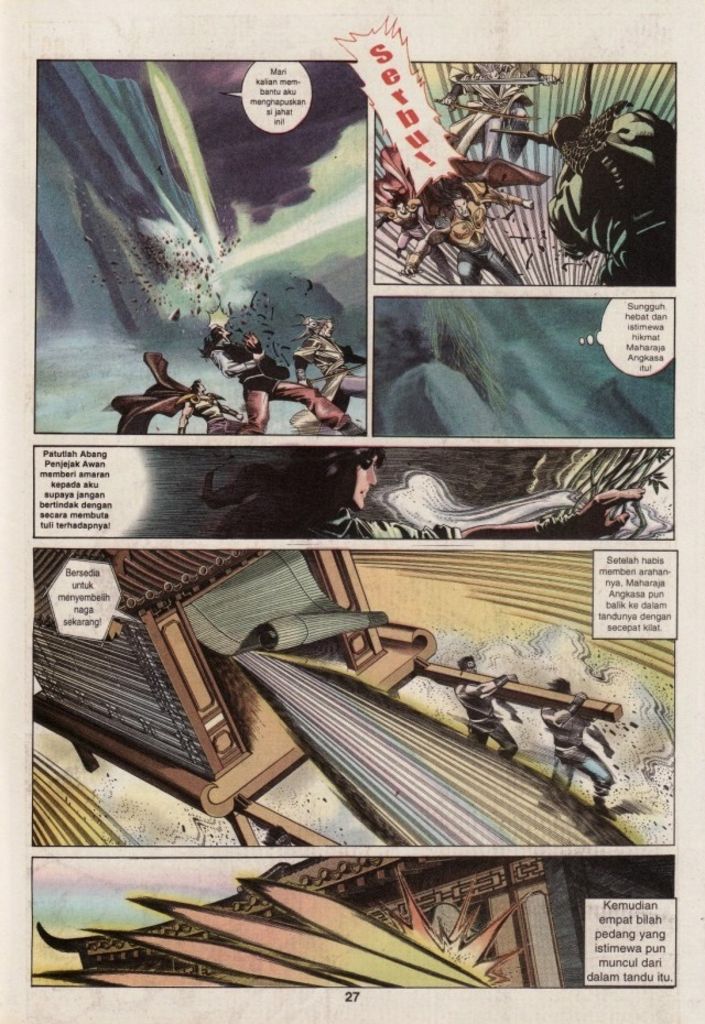 Mari
kalian mem-
bantu aku
menghapuskan
si jahat
ini!
Serbu!
Sungguh
hebat dan
istimewa
hikmat
Maharaja
Angkasa
itu!
Patutlah Abang
Penjejak Awan
memberi amaran
kepada aku
supaya jangan
bertindak dengan
secara membuta
tuli terhadapnya!
Bersedia
untuk
menyembelih
naga
sekarang!
Setelah habis
memberi arahan-
nya, Maharaja
Angkasa pun
balik ke dalam
tandunya dengan
secepat kilat.
Kemudian
empat bilah
pedang yang
istimewa pun
muncul dari
dalam tandu itu.
27